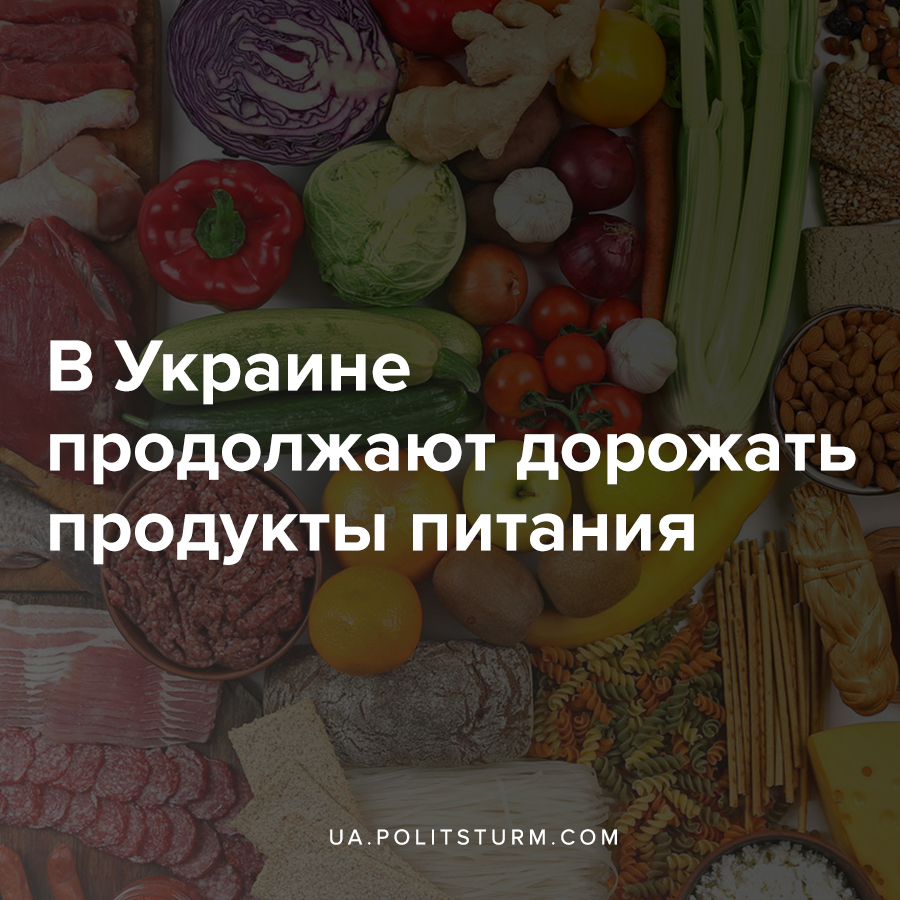 В Украине
продолжают дорожать
продукты питания
UA.POLITSTURM.COM